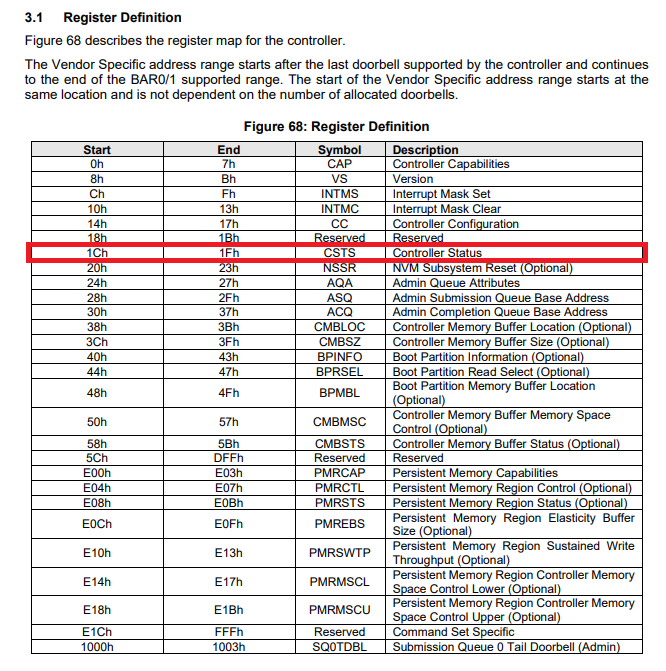 3.1 Register Definition
Figure 68 describes the register map for the controller.
The Vendor Specific address range starts after the last doorbell supported by the controller and continues
to the end of the BAR0/1 supported range. The start of the Vendor Specific address range starts at the
same location and is not dependent on the number of allocated doorbells.
Figure 68: Register Definition
Start End Symbol Description
0h 7h CAP Controller Capabilities
8h Bh VS Version
Ch Fh INTMS Interrupt Mask Set
10h 13h INTMC Interrupt Mask Clear
14h 17h CC Controller Configuration
18h 1Bh Reserved Reserved
1Ch 1Fh CSTS Controller Status
20h 23h NSSR NVM Subsystem Reset (Optional)
24h 27h AQA Admin Queue Attributes
28h 2Fh ASQ Admin Submission Queue Base Address
30h 37h ACQ Admin Completion Queue Base Address
38h 3Bh CMBLOC Controller Memory Buffer Location (Optional)
3Ch 3Fh CMBSZ Controller Memory Buffer Size (Optional)
40h 43h BPINFO Boot Partition Information (Optional)
44h 47h BPRSEL Boot Partition Read Select (Optional)
48h 4Fh BPMBL Boot Partition Memory Buffer Location
(Optional)
50h 57h CMBMSC Controller Memory Buffer Memory Space
Control (Optional)
58h 5Bh CMBSTS Controller Memory Buffer Status (Optional)
5Ch DFFh Reserved Reserved
E00h E03h PMRCAP Persistent Memory Capabilities
E04h E07h PMRCTL Persistent Memory Region Control (Optional)
E08h E0Bh PMRSTS Persistent Memory Region Status (Optional)
E0Ch E0Fh PMREBS Persistent Memory Region Elasticity Buffer
Size (Optional)
E10h E13h PMRSWTP Persistent Memory Region Sustained Write
Throughput (Optional)
E14h E17h PMRMSCL Persistent Memory Region Controller Memory
Space Control Lower (Optional)
E18h E1Bh PMRMSCU Persistent Memory Region Controller Memory
Space Control Upper (Optional)
E1Ch FFFh Reserved Command Set Specific
1000h 1003h SQ0TDBL Submission Queue 0 Tail Doorbell (Admin)